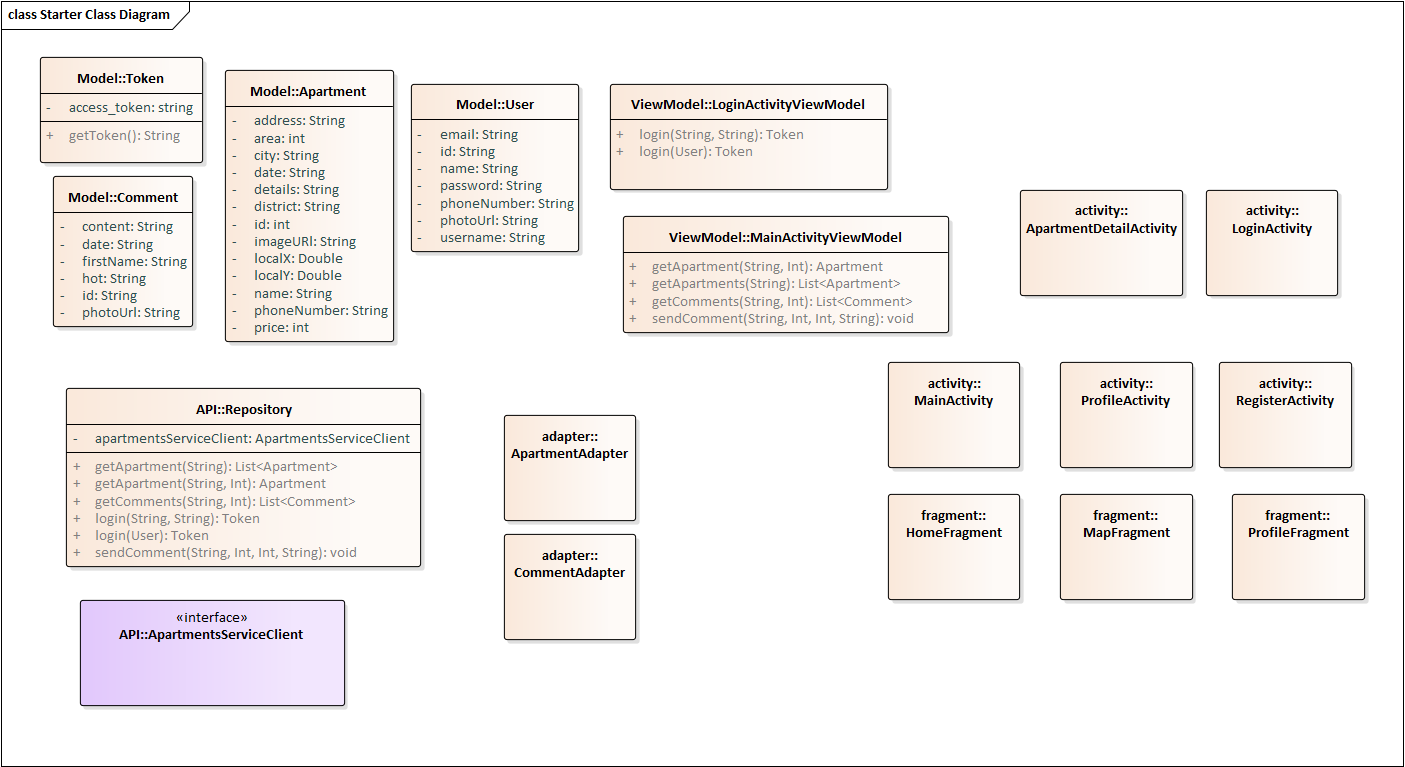 class Starter Class Diagram
Model::Token
- access_token: string
+ getToken(): String
Model::Comment
- content: String
- date: String
- firstName: String
- hot: String
- id: String
- photoUrl: String
Model::Apartment
- address: String
- area: int
- city: String
- date: String
- details: String
- district: String
- id: int
- imageURl: String
- localX: Double
- localY: Double
- name: String
- phoneNumber: String
- price: int
Model::User
- email: String
- id: String
- name: String
- password: String
- phoneNumber: String
- photoUrl: String
- username: String
ViewModel::LoginActivityViewModel
+ login(String, String): Token
+ login(User): Token
ViewModel::MainActivityViewModel
+ getApartment(String, Int): Apartment
+ getApartments(String): List<Apartment>
+ getComments(String, Int): List<Comment>
+ sendComment(String, Int, Int, String): void
activity::
ApartmentDetailActivity
activity::
LoginActivity
activity::
MainActivity
activity::
ProfileActivity
activity::
RegisterActivity
API::Repository
- apartmentsServiceClient: ApartmentsServiceClient
+ getApartment(String): List<Apartment>
+ getApartment(String, Int): Apartment
+ getComments(String, Int): List<Comment>
+ login(String, String): Token
+ login(User): Token
+ sendComment(String, Int, Int, String): void
adapter::
ApartmentAdapter
adapter::
CommentAdapter
fragment::
HomeFragment
fragment::
MapFragment
fragment::
ProfileFragment
«interface»
API::ApartmentsServiceClient